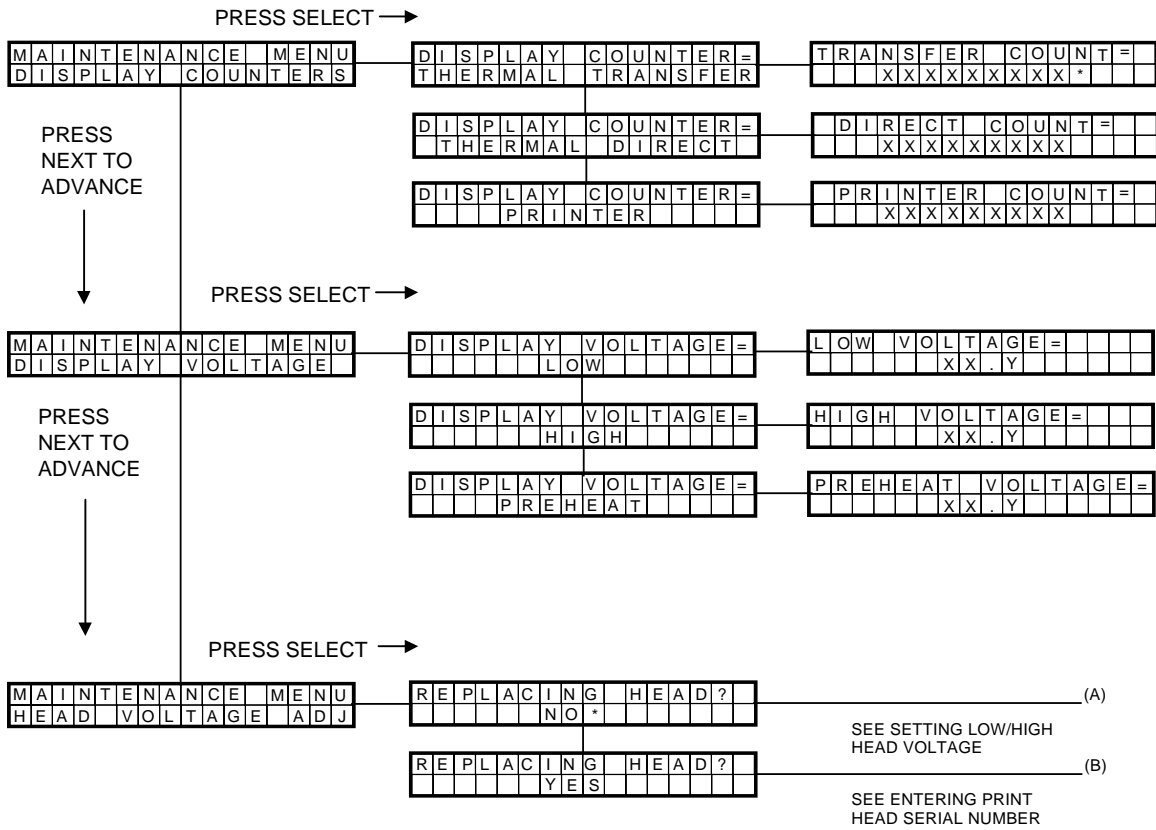 PRESS SELECT
MAINTENANCE MENU
DISPLAY COUNTERS
DISPLAY COUNTER=
THERMAL TRANSFER
TRANSFER COUNT=
XXXXXXXXX*
PRESS
NEXT TO
ADVANCE
DISPLAY COUNTER=
THERMAL DIRECT
DIRECT COUNT=
XXXXXXXXX
DISPLAY COUNTER=
PRINTER
PRINTER COUNT=
XXXXXXXXX
PRESS SELECT
MAINTENANCE MENU
DISPLAY VOLTAGE
DISPLAY VOLTAGE=
LOW
LOW VOLTAGE=
XX.Y
PRESS
NEXT TO
ADVANCE
DISPLAY VOLTAGE=
HIGH
HIGH VOLTAGE=
XX.Y
DISPLAY VOLTAGE=
PREHEAT
PREHEAT VOLTAGE=
XX.Y
PRESS SELECT
MAINTENANCE MENU
HEAD VOLTAGE ADJ
REPLACING HEAD?
NO*
(A)
SEE SETTING LOW/HIGH
HEAD VOLTAGE
REPLACING HEAD?
YES
(B)
SEE ENTERING PRINT
HEAD SERIAL NUMBER